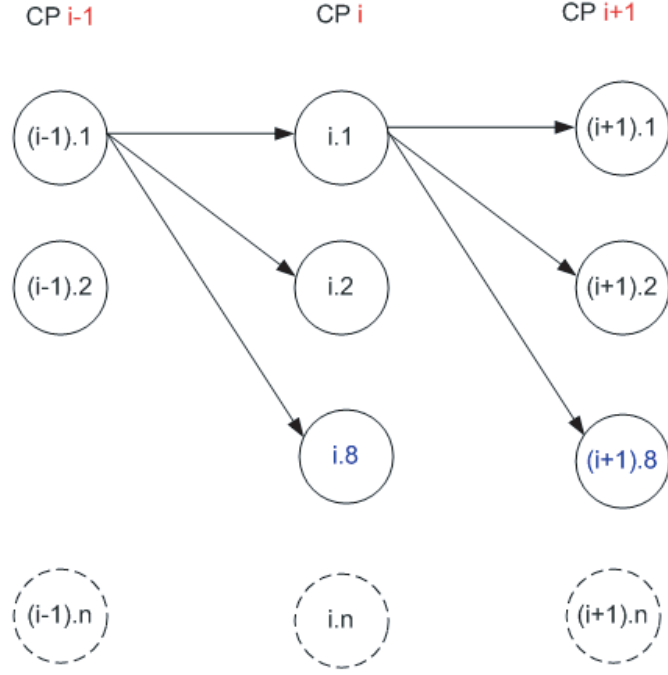 CP i-1 CP i CP i+1
(i-1).1 i.1 (i+1).1
(i-1).2 i.2 (i+1).2
i.8 (i+1).8
(i-1).n i.n (i+1).n